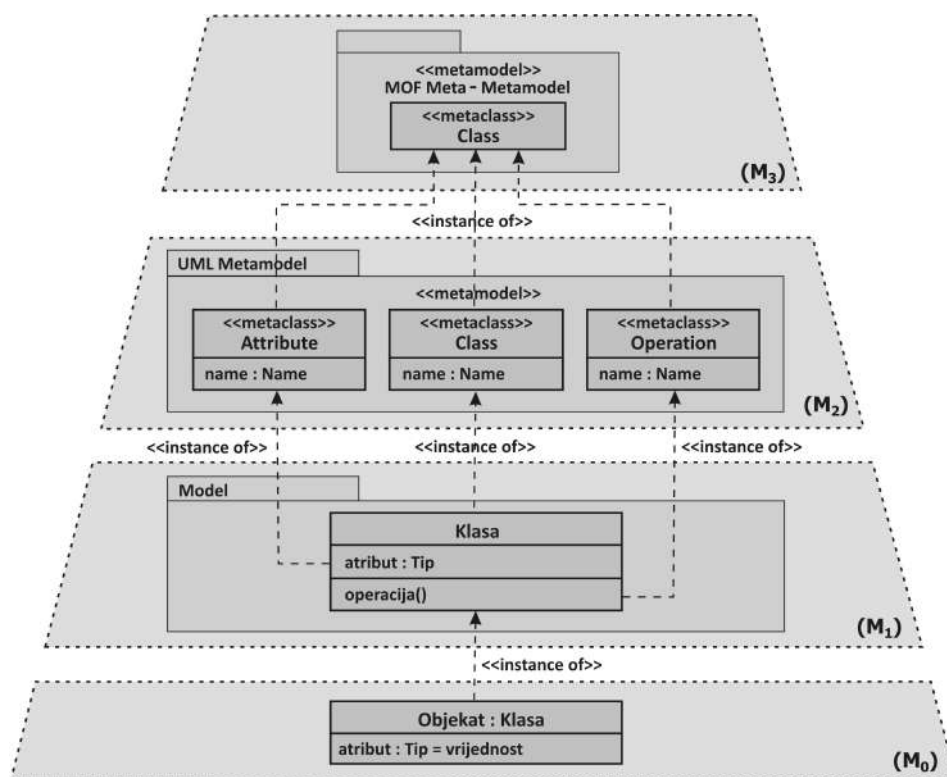 <<metamodel>>
MOF Meta - Metamodel
<<metaclass>>
Class
(M₃)
<<instance of>>
UML Metamodel
<<metamodel>>
<<metaclass>>
Attribute
name : Name
<<metaclass>>
Class
name : Name
<<metaclass>>
Operation
name : Name
(M₂)
<<instance of>>
<<instance of>>
<<instance of>>
Model
Klasa
atribut : Tip
operacija()
(M₁)
<<instance of>>
Objekat : Klasa
atribut : Tip = vrijednost
(M₀)